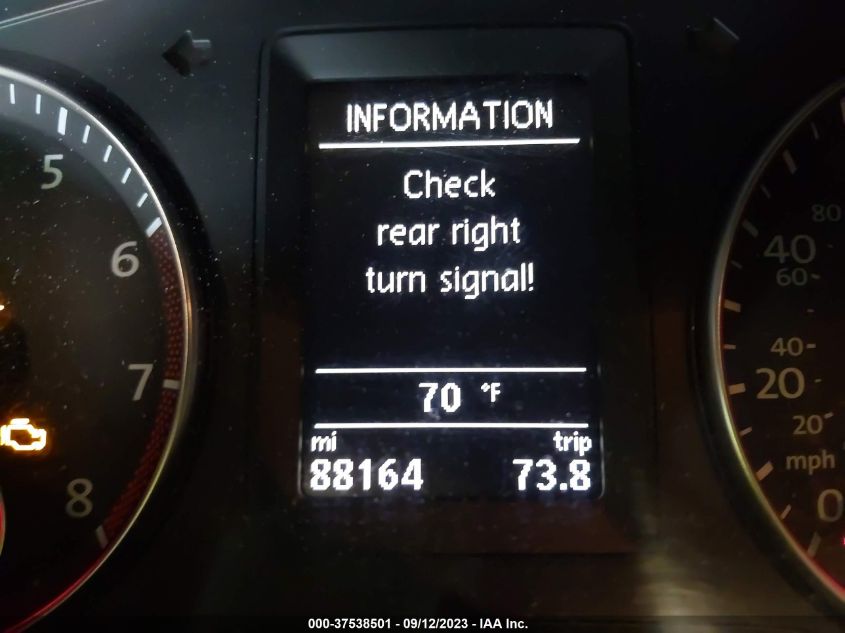 INFORMATION
Check
rear right
turn signal!
70 °F
mi trip
88164 73.8
5
6
7
8
80
40
60
40
20
20
mph
0
000-37538501 - 09/12/2023 - IAA Inc.